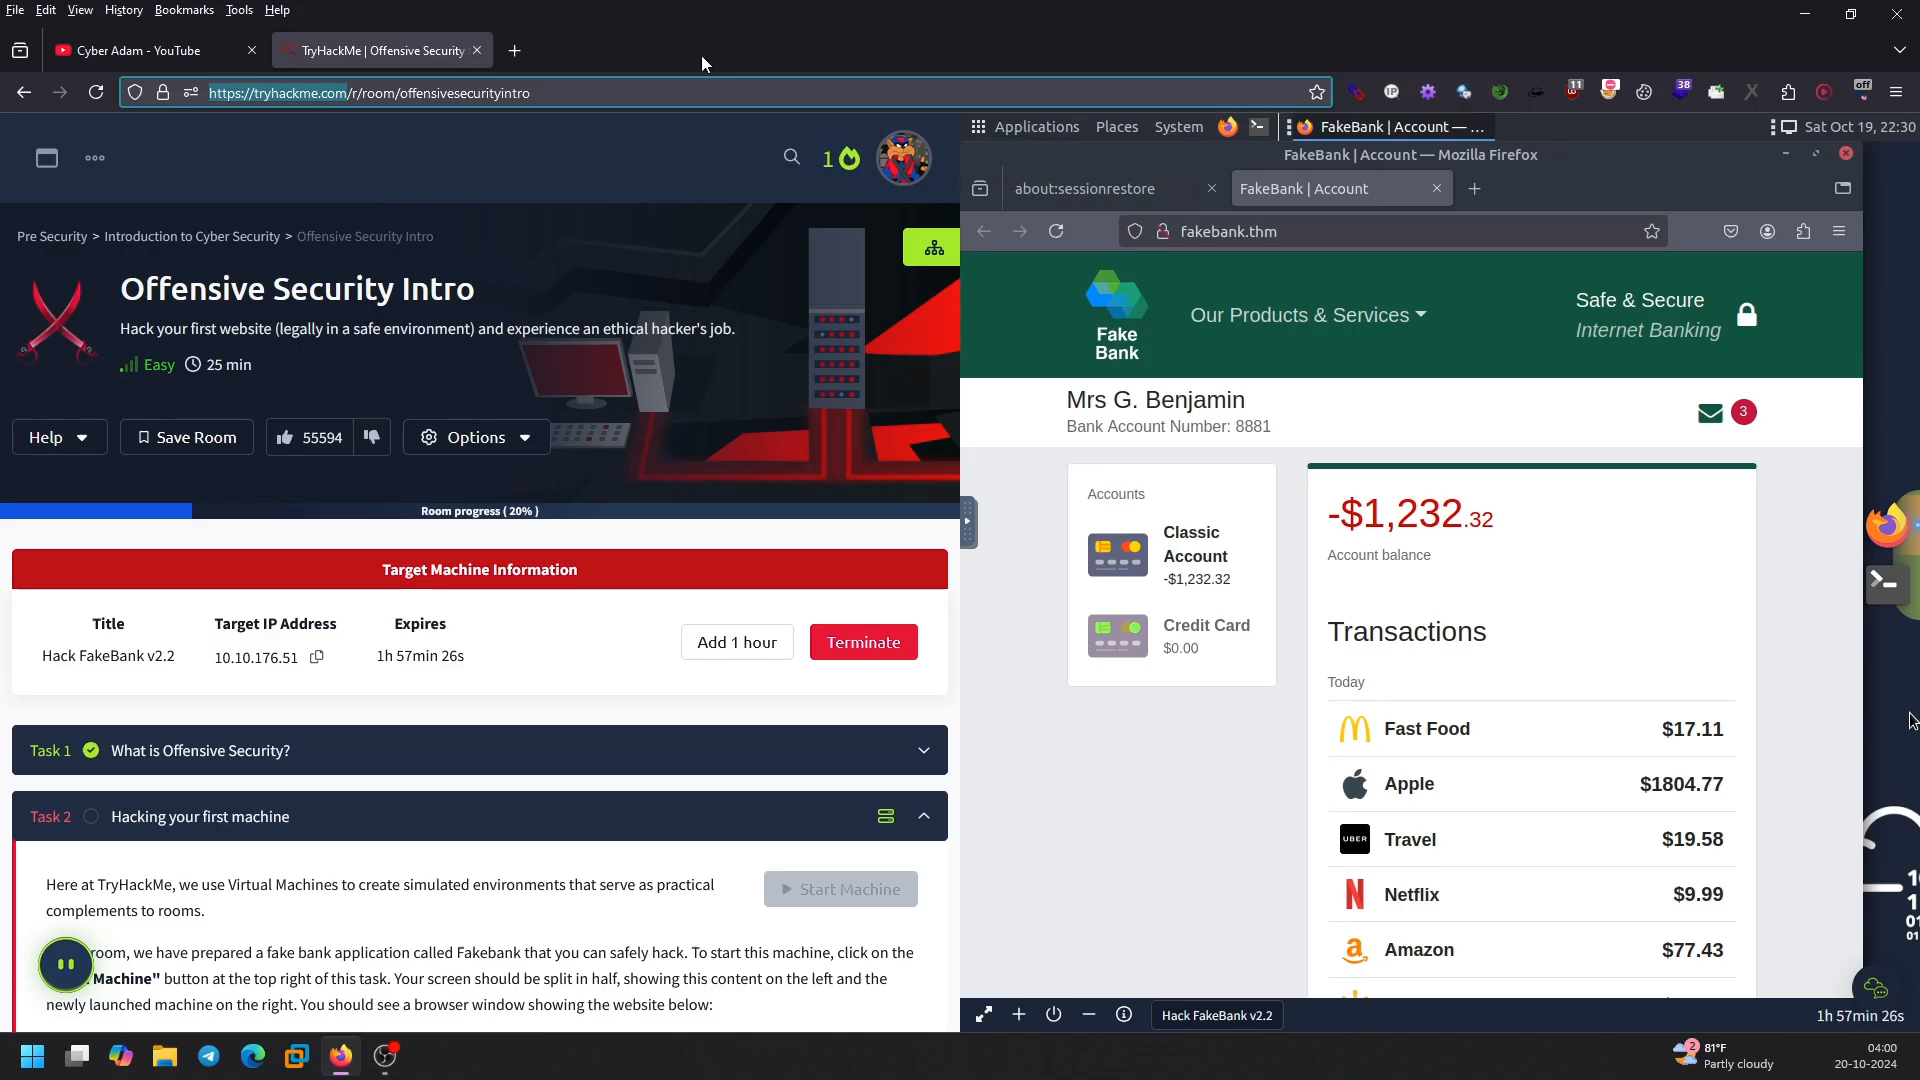 File Edit View History Bookmarks Tools Help
Cyber Adam - YouTube
TryHackMe | Offensive Security
https://tryhackme.com/r/room/offensivesecurityintro
11
38
off
1
Pre Security > Introduction to Cyber Security > Offensive Security Intro
Offensive Security Intro
Hack your first website (legally in a safe environment) and experience an ethical hacker's job.
Easy 25 min
Help
Save Room
55594
Options
Room progress ( 20% )
Target Machine Information
Title Target IP Address Expires
Hack FakeBank v2.2 10.10.176.51 1h 57min 26s
Add 1 hour
Terminate
Task 1 What is Offensive Security?
Task 2 Hacking your first machine
Here at TryHackMe, we use Virtual Machines to create simulated environments that serve as practical
complements to rooms.
Start Machine
room, we have prepared a fake bank application called Fakebank that you can safely hack. To start this machine, click on the
Machine" button at the top right of this task. Your screen should be split in half, showing this content on the left and the
newly launched machine on the right. You should see a browser window showing the website below:
Applications Places System
FakeBank | Account — ...
Sat Oct 19, 22:30
FakeBank | Account — Mozilla Firefox
about:sessionrestore
FakeBank | Account
fakebank.thm
Fake
Bank
Our Products & Services
Safe & Secure
Internet Banking
Mrs G. Benjamin
Bank Account Number: 8881
3
Accounts
Classic
Account
-$1,232.32
Credit Card
$0.00
-$1,232.32
Account balance
Transactions
Today
Fast Food $17.11
Apple $1804.77
UBER Travel $19.58
Netflix $9.99
Amazon $77.43
Hack FakeBank v2.2
1h 57min 26s
2
81°F
Partly cloudy
04:00
20-10-2024